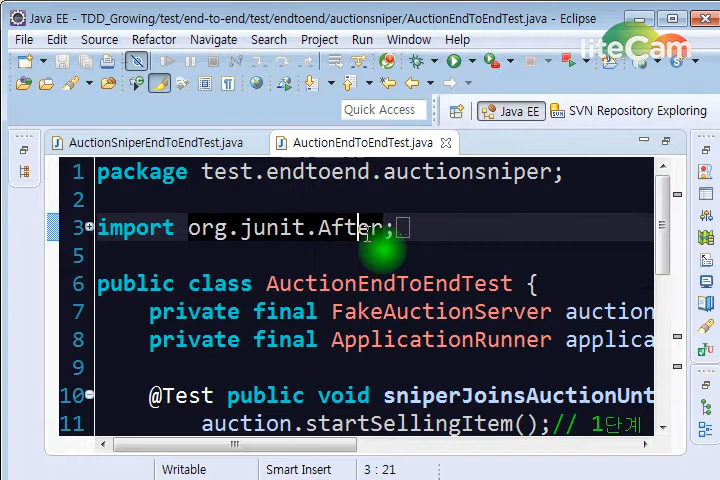 Java EE - TDD_Growing/test/end-to-end/test/endtoend/auctionsniper/AuctionEndToEndTest.java - Eclipse
File Edit Source Refactor Navigate Search Project Run Window Help
liteCam
Quick Access Java EE SVN Repository Exploring
AuctionSniperEndToEndTest.java AuctionEndToEndTest.java
1 package test.endtoend.auctionsniper;
2
3 import org.junit.After;
5
6 public class AuctionEndToEndTest {
7 private final FakeAuctionServer auction
8 private final ApplicationRunner applica
9
10 @Test public void sniperJoinsAuctionUnt
11 auction.startSellingItem();// 1단계
Writable Smart Insert 3 : 21